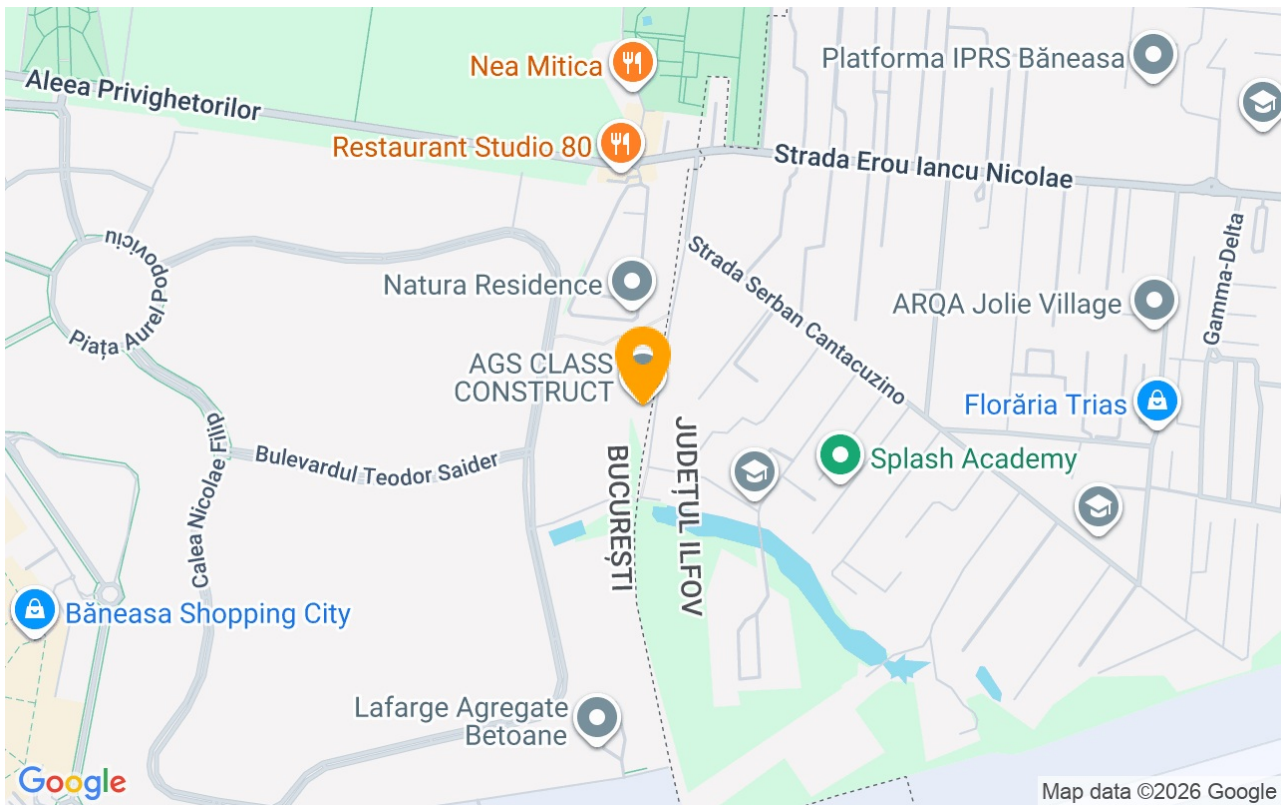 Nea Mitica
Platforma IPRS Băneasa
Aleea Privighetorilor
Restaurant Studio 80
Strada Erou Iancu Nicolae
Piața Aurel Popoviciu
Natura Residence
Strada Serban Cantacuzino
ARQA Jolie Village
Gamma-Delta
AGS CLASS
CONSTRUCT
Florăria Trias
Calea Nicolae Filip
Bulevardul Teodor Saider
BUCUREȘTI
JUDEȚUL ILFOV
Splash Academy
Băneasa Shopping City
Lafarge Agregate
Betoane
Google
Map data ©2026 Google